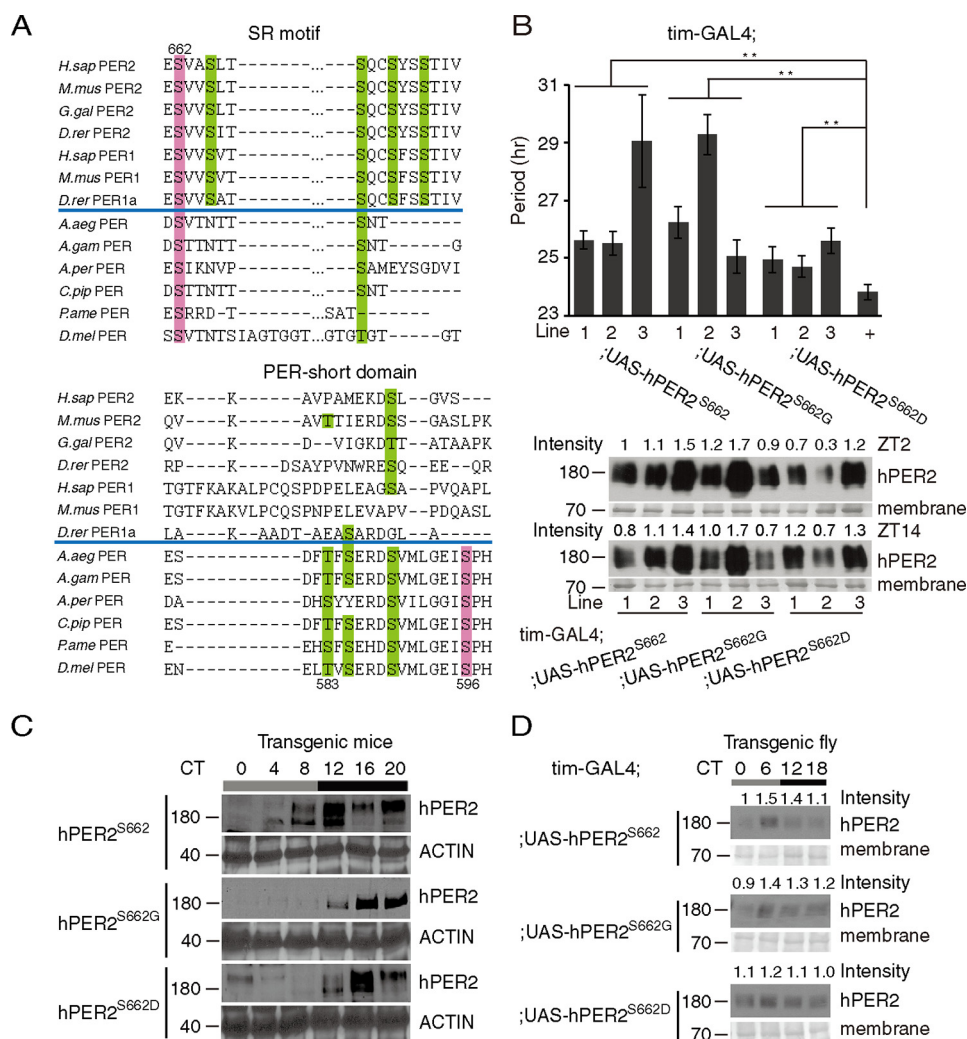 A
SR motif
662
H.sap PER2 ESVASLT----------...---SQCSYSSTIV
M.mus PER2 ESVVSLT----------...---SQCSYSSTIV
G.gal PER2 ESVVSLT----------...---SQCSYSSTIV
D.rer PER2 ESVVSIT----------...---SQCSYSSTIV
H.sap PER1 ESVVSVT----------...---SQCSFSSTIV
M.mus PER1 ESVVSVT----------...---SQCSFSSTIV
D.rer PER1a ESVVSAT----------...---SQCSFSSTIV
A.aeg PER DSVTNTT----------...---SNT-------
A.gam PER DSTTNTT----------...---SNT------G
A.per PER ESIKNVP----------...---SAMEYSGDVI
C.pip PER DSTTNTT----------...---SNT-------
P.ame PER ESRRD-T----------...-SAT---------
D.mel PER SSVTNTSIAGTGGT...GTGTGT----GT
PER-short domain
H.sap PER2 EK----K------AVPAMEKDSL--GVS--
M.mus PER2 QV----K------AVTTIERDSS-GASLPK
G.gal PER2 QV----K------D--VIGKDTT-ATAAPK
D.rer PER2 RP----K----DSAYPVNWRESQ--EE--QR
H.sap PER1 TGTFKAKALPCQSPDPELEAGSA--PVQAPL
M.mus PER1 TGTFKAKVLPCQSPNPELEVAPV--PDQASL
D.rer PER1a LA----K---AADT-AEASARDGL--A----
A.aeg PER ES-----------DFTFSERDSVMLGEISPH
A.gam PER ES-----------DFTFSERDSVMLGEISPH
A.per PER DA-----------DHSYYERDSVILGGISPH
C.pip PER ES-----------DFTFSERDSVMLGEISPH
P.ame PER E------------EHSFSEHDSVMLGEISPH
D.mel PER EN-----------ELTVSERDSVMLGEISPH
583 596
B
tim-GAL4;
** ** **
Period (hr)
31
29
27
25
23
Line 1 2 3 1 2 3 1 2 3 +
;UAS-hPER2S662 ;UAS-hPER2S662G ;UAS-hPER2S662D
Intensity 1 1.1 1.5 1.2 1.7 0.9 0.7 0.3 1.2 ZT2
180 hPER2
70 membrane
0.8 1.1 1.4 1.0 1.7 0.7 1.2 0.7 1.3 ZT14
180 hPER2
70 membrane
Line 1 2 3 1 2 3 1 2 3
tim-GAL4;
;UAS-hPER2S662 ;UAS-hPER2S662G ;UAS-hPER2S662D
C
Transgenic mice
CT 0 4 8 12 16 20
hPER2S662 180 hPER2
40 ACTIN
hPER2S662G 180 hPER2
40 ACTIN
hPER2S662D 180 hPER2
40 ACTIN
D
Transgenic fly
tim-GAL4; CT 0 6 12 18
1 1.5 1.4 1.1 Intensity
;UAS-hPER2S662 180 hPER2
70 membrane
0.9 1.4 1.3 1.2 Intensity
;UAS-hPER2S662G 180 hPER2
70 membrane
1.1 1.2 1.1 1.0 Intensity
;UAS-hPER2S662D 180 hPER2
70 membrane